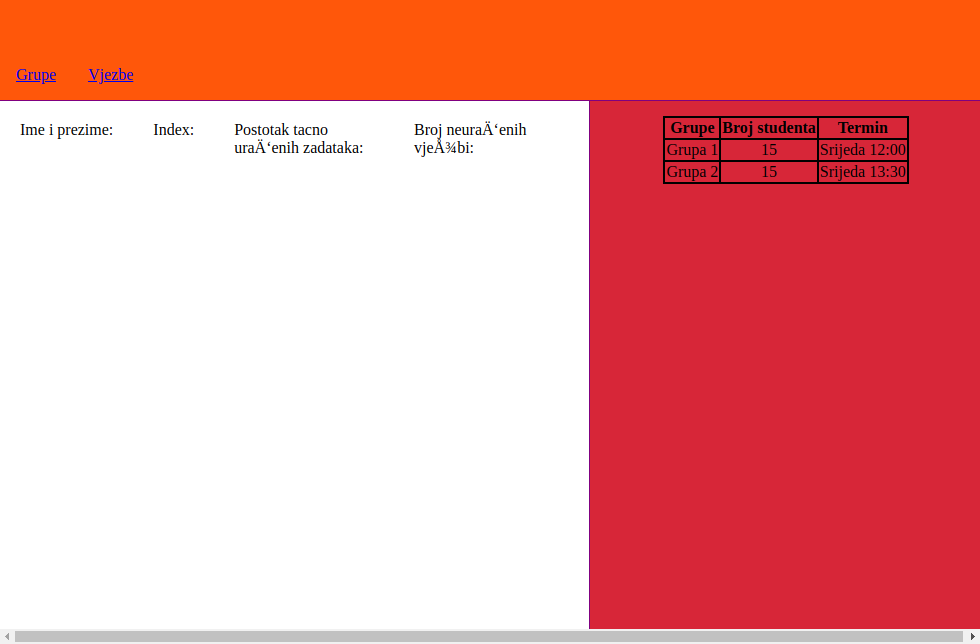 Grupe Vjezbe
Ime i prezime: Index: Postotak tacno Broj neuraÄ‘enih
uraÄ‘enih zadataka: vjeÅ¾bi:
Grupe Broj studenta Termin
Grupa 1 15 Srijeda 12:00
Grupa 2 15 Srijeda 13:30